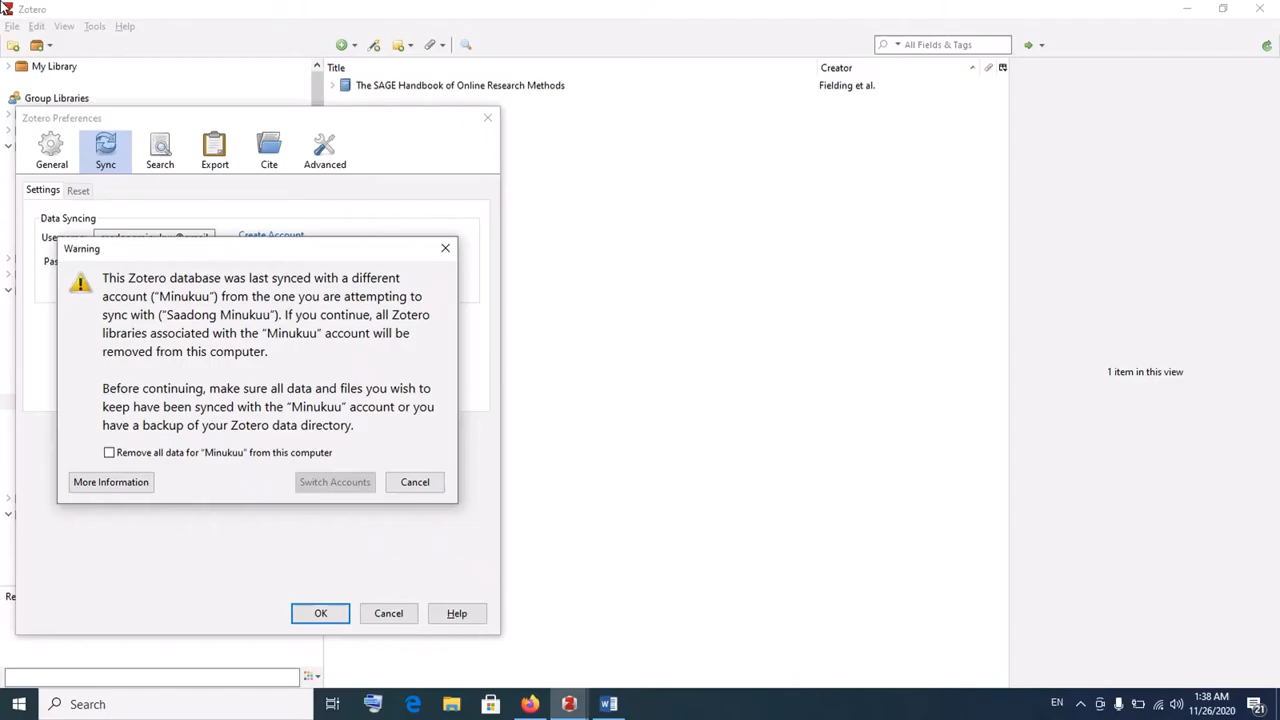 Zotero
File Edit View Tools Help
All Fields & Tags
My Library
Title Creator
The SAGE Handbook of Online Research Methods Fielding et al.
Group Libraries
Zotero Preferences
General Sync Search Export Cite Advanced
Settings Reset
Data Syncing
Create Account
Warning
This Zotero database was last synced with a different
account (“Minukuu”) from the one you are attempting to
sync with (“Saadong Minukuu”). If you continue, all Zotero
libraries associated with the “Minukuu” account will be
removed from this computer.
Before continuing, make sure all data and files you wish to
keep have been synced with the “Minukuu” account or you
have a backup of your Zotero data directory.
Remove all data for “Minukuu” from this computer
More Information Switch Accounts Cancel
1 item in this view
OK Cancel Help
Search
EN
1:38 AM
11/26/2020
21